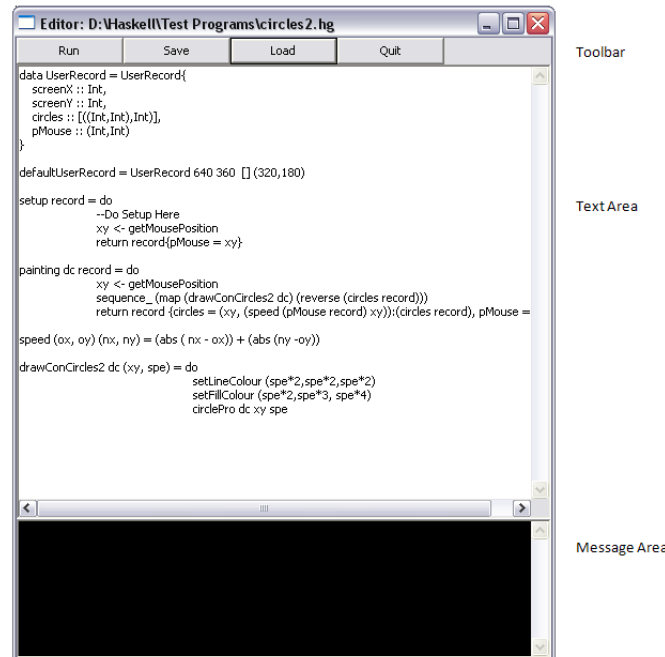 Editor: D:\Haskell\Test Programs\circles2.hg
Run Save Load Quit
Toolbar
data UserRecord = UserRecord{
screenX :: Int,
screenY :: Int,
circles :: [((Int,Int),Int)],
pMouse :: (Int,Int)
}
defaultUserRecord = UserRecord 640 360 [] (320,180)
setup record = do
--Do Setup Here
xy <- getMousePosition
return record{pMouse = xy}
Text Area
painting dc record = do
xy <- getMousePosition
sequence_ (map (drawConCircles2 dc) (reverse (circles record)))
return record {circles = (xy, (speed (pMouse record) xy)):(circles record), pMouse =
speed (ox, oy) (nx, ny) = (abs ( nx - ox)) + (abs (ny -oy))
drawConCircles2 dc (xy, spe) = do
setLineColour (spe*2,spe*2,spe*2)
setFillColour (spe*2,spe*3, spe*4)
circlePro dc xy spe
Message Area